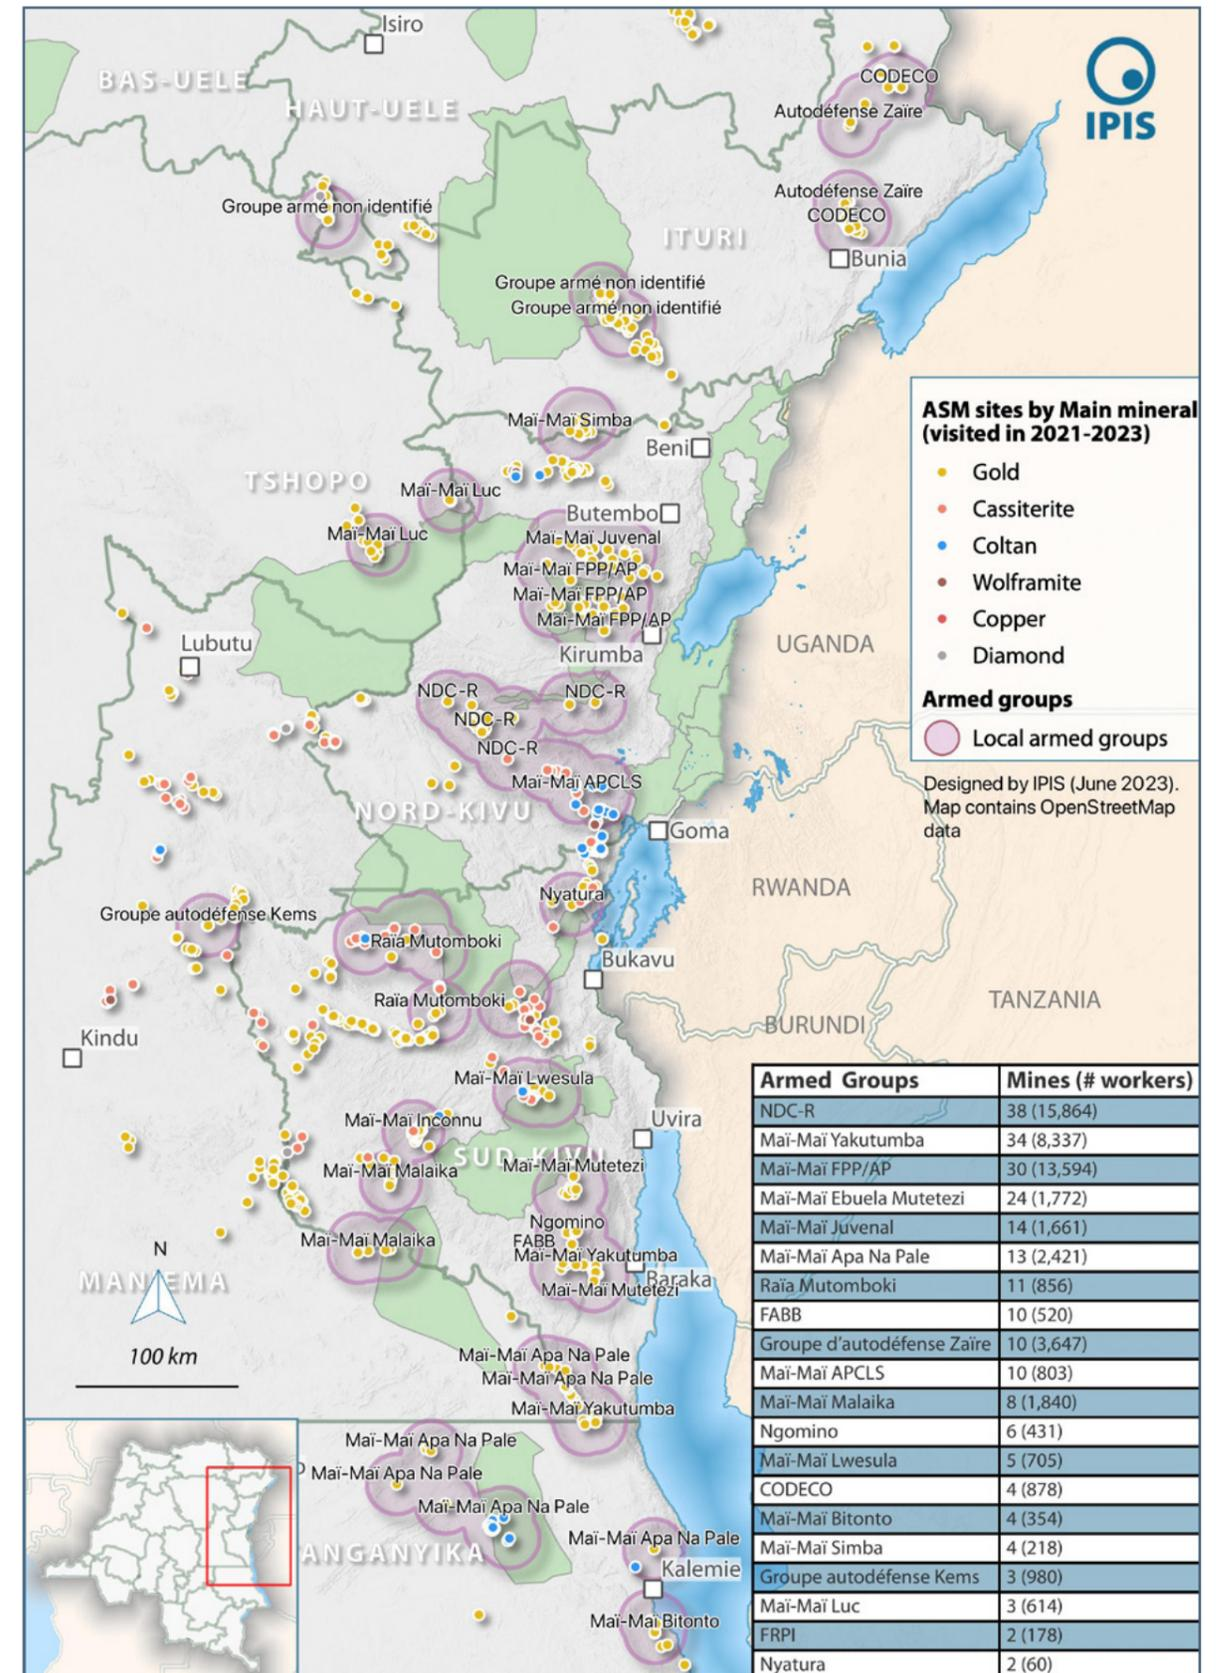 Isiro
BAS-UELE
HAUT-UELE
CODECO
Autodéfense Zaïre
IPIS
Autodéfense Zaïre
CODECO
Groupe armé non identifié
ITURI
Bunia
Groupe armé non identifié
Groupe armé non identifié
ASM sites by Main mineral
(visited in 2021-2023)
Gold
Cassiterite
Coltan
Wolframite
Copper
Diamond
Armed groups
Local armed groups
Designed by IPIS (June 2023).
Map contains OpenStreetMap
data
Maï-Maï Simba
Beni
TSHOPO
Maï-Maï Luc
Butembo
Maï-Maï Luc
Maï-Maï Juvenal
Maï-Maï FPP/AP
Maï-Maï FPP/AP
Maï-Maï FPP/AP
Lubutu
Kirumba
UGANDA
NDC-R
NDC-R
NDC-R
NDC-R
Maï-Maï APCLS
NORD-KIVU
Goma
RWANDA
Nyatura
Groupe autodéfense Kems
Raïa Mutomboki
Bukavu
Raïa Mutomboki
TANZANIA
BURUNDI
Kindu
Maï-Maï Lwesula
Maï-Maï Inconnu
Uvira
SUD-KIVU
Maï-Maï Mutetezi
Maï-Maï Malaika
Ngomino
FABB
Maï-Maï Malaika
Maï-Maï Yakutumba
N
MANIEMA
Baraka
Maï-Maï Mutetezi
100 km
Maï-Maï Apa Na Pale
Maï-Maï Apa Na Pale
Maï-Maï Yakutumba
Maï-Maï Apa Na Pale
Maï-Maï Apa Na Pale
Maï-Maï Apa Na Pale
Maï-Maï Apa Na Pale
ANGANYIKA
Kalemie
Maï-Maï Bitonto
Armed Groups Mines (# workers)
NDC-R 38 (15,864)
Maï-Maï Yakutumba 34 (8,337)
Maï-Maï FPP/AP 30 (13,594)
Maï-Maï Ebuela Mutetezi 24 (1,772)
Maï-Maï Juvenal 14 (1,661)
Maï-Maï Apa Na Pale 13 (2,421)
Raïa Mutomboki 11 (856)
FABB 10 (520)
Groupe d'autodéfense Zaïre 10 (3,647)
Maï-Maï APCLS 10 (803)
Maï-Maï Malaika 8 (1,840)
Ngomino 6 (431)
Maï-Maï Lwesula 5 (705)
CODECO 4 (878)
Maï-Maï Bitonto 4 (354)
Maï-Maï Simba 4 (218)
Groupe autodéfense Kems 3 (980)
Maï-Maï Luc 3 (614)
FRPI 2 (178)
Nyatura 2 (60)